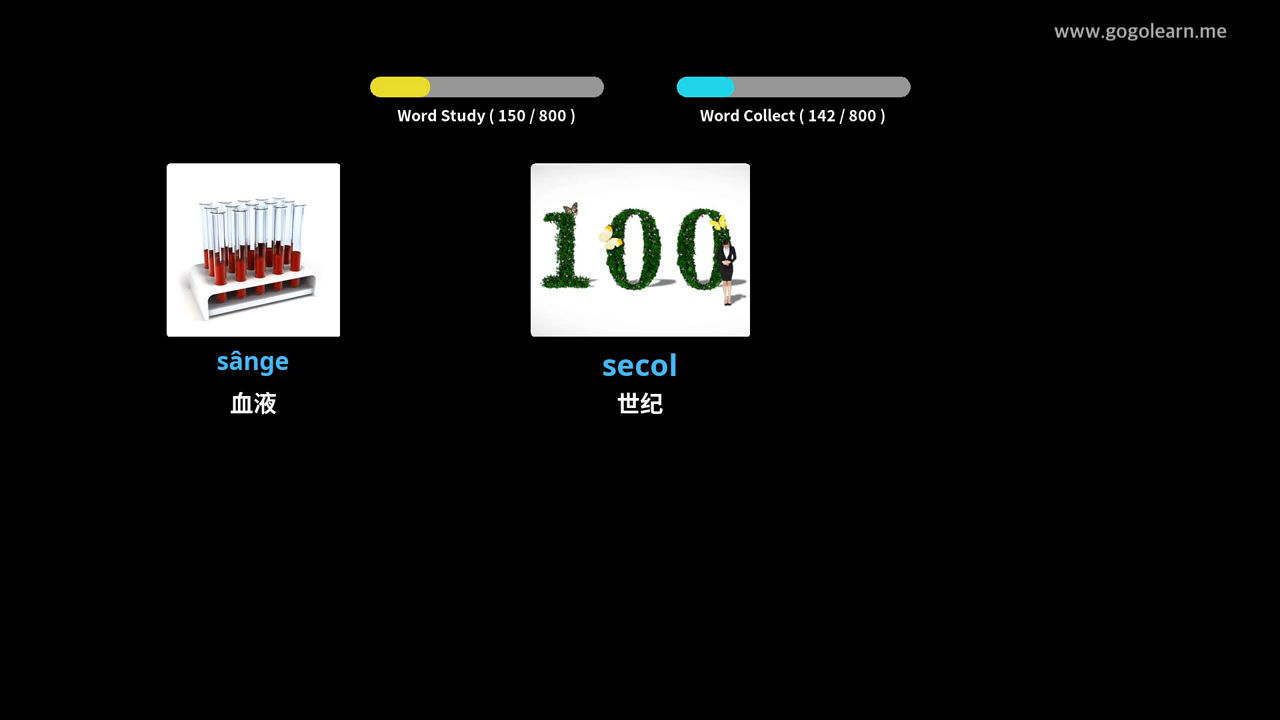 www.gogolearn.me
Word Study ( 150 / 800 )
Word Collect ( 142 / 800 )
100
sânge
血液
secol
世纪